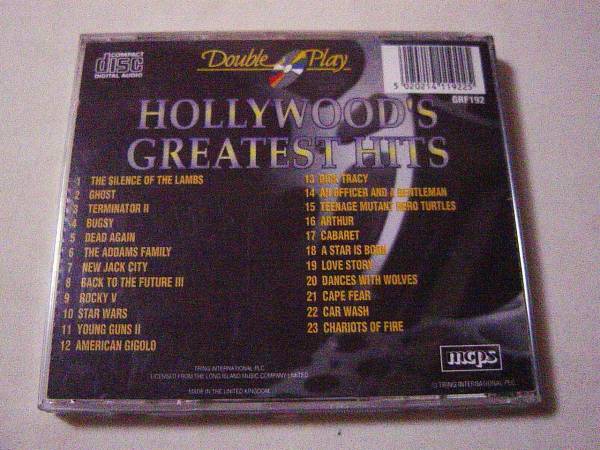 COMPACT
disc
DIGITAL AUDIO
Double Play
5 020214 119225
GRF192
HOLLYWOOD'S
GREATEST HITS
1 THE SILENCE OF THE LAMBS
2 GHOST
3 TERMINATOR II
4 BUGSY
5 DEAD AGAIN
6 THE ADDAMS FAMILY
7 NEW JACK CITY
8 BACK TO THE FUTURE III
9 ROCKY V
10 STAR WARS
11 YOUNG GUNS II
12 AMERICAN GIGOLO
13 DICK TRACY
14 AN OFFICER AND A GENTLEMAN
15 TEENAGE MUTANT HERO TURTLES
16 ARTHUR
17 CABARET
18 A STAR IS BORN
19 LOVE STORY
20 DANCES WITH WOLVES
21 CAPE FEAR
22 CAR WASH
23 CHARIOTS OF FIRE
TRING INTERNATIONAL PLC
LICENSED FROM THE LONG ISLAND MUSIC COMPANY LIMITED
MADE IN THE UNITED KINGDOM
mcps
© TRING INTERNATIONAL PLC